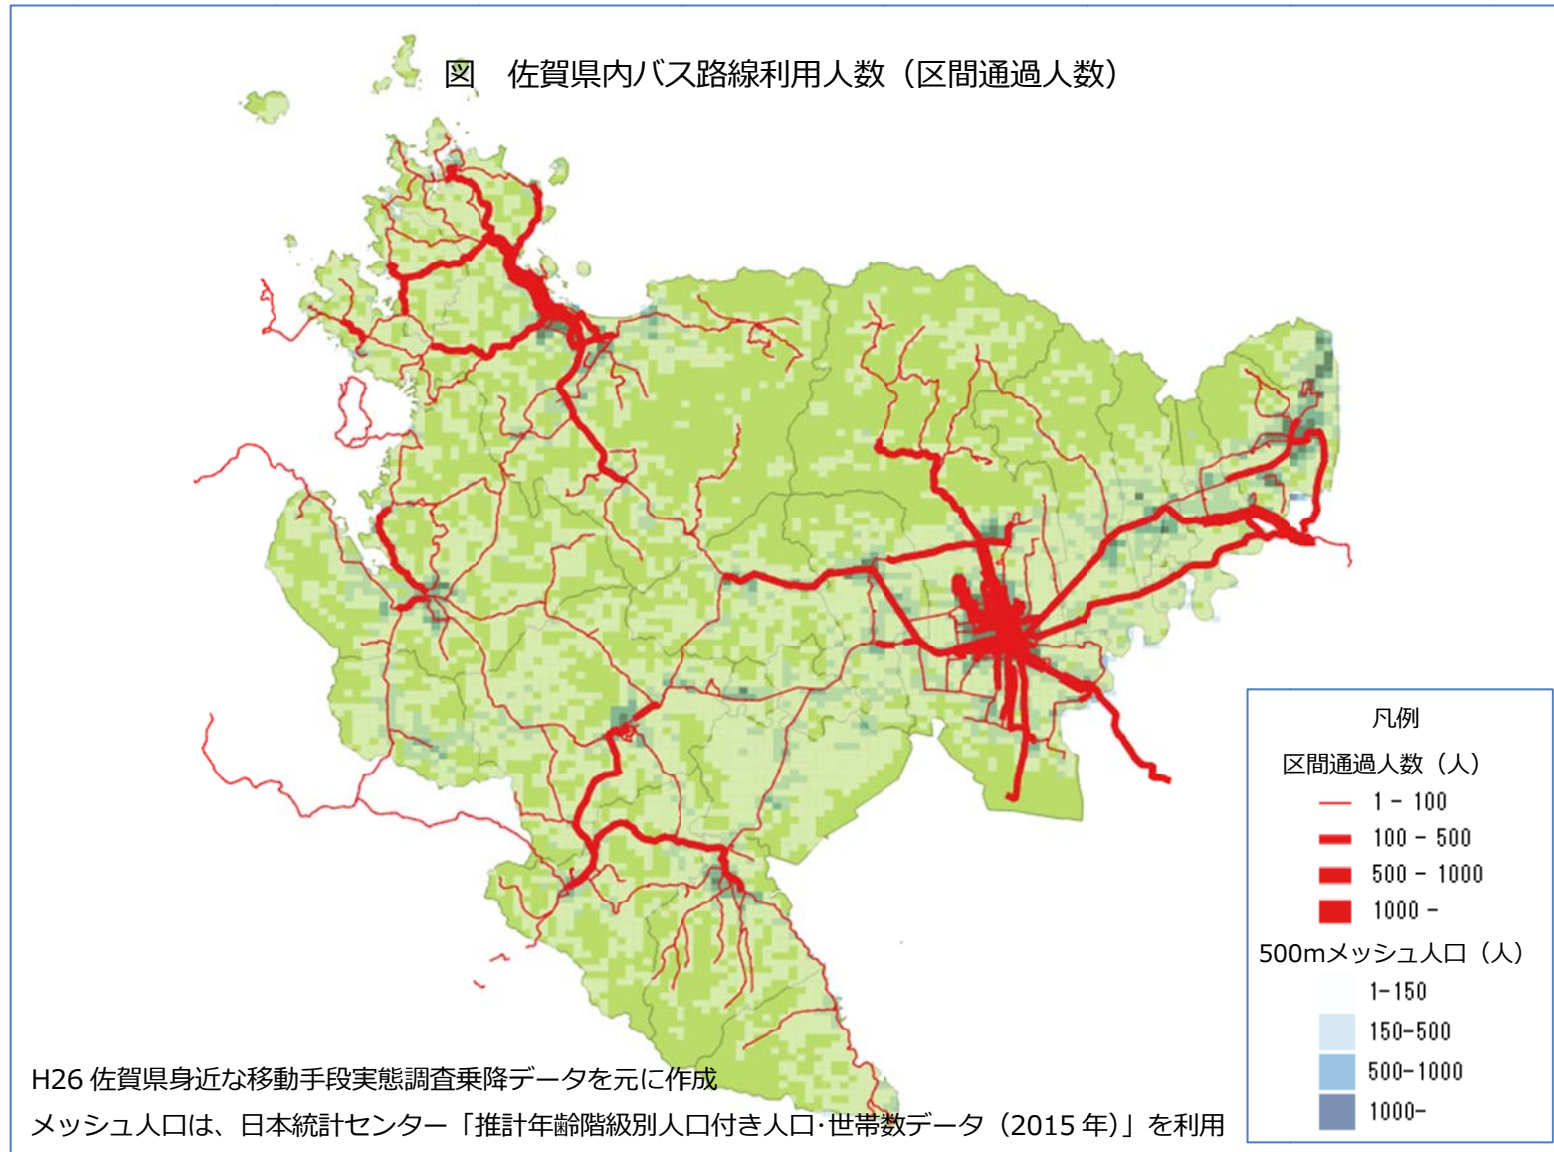 図　佐賀県内バス路線利用人数（区間通過人数）
凡例
区間通過人数（人）
1 - 100
100 - 500
500 - 1000
1000 -
500mメッシュ人口（人）
1-150
150-500
500-1000
1000-
H26 佐賀県身近な移動手段実態調査乗降データを元に作成
メッシュ人口は、日本統計センター「推計年齢階級別人口付き人口･世帯数データ（2015 年）」を利用